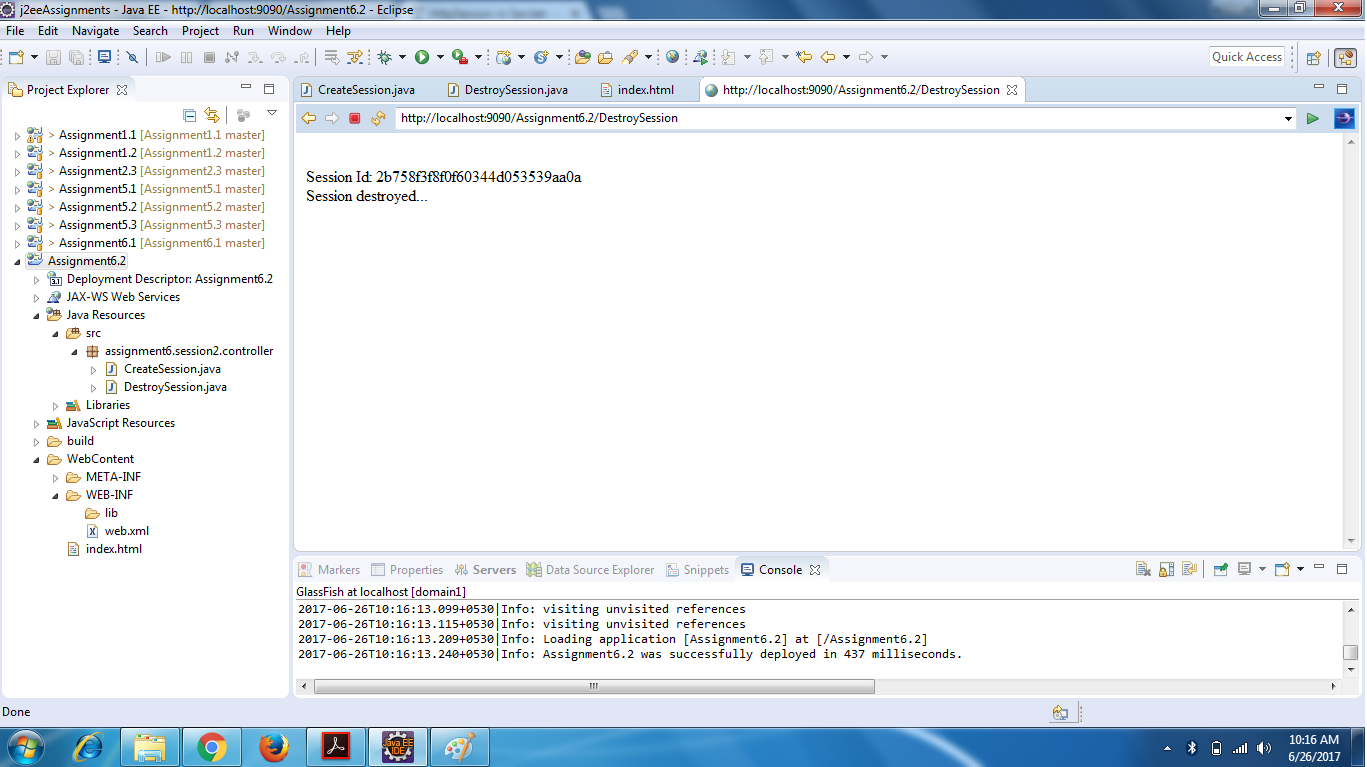 j2eeAssignments - Java EE - http://localhost:9090/Assignment6.2 - Eclipse
File Edit Navigate Search Project Run Window Help
Quick Access
Project Explorer
CreateSession.java DestroySession.java index.html http://localhost:9090/Assignment6.2/DestroySession
http://localhost:9090/Assignment6.2/DestroySession
> Assignment1.1 [Assignment1.1 master]
> Assignment1.2 [Assignment1.2 master]
> Assignment2.3 [Assignment2.3 master]
> Assignment5.1 [Assignment5.1 master]
> Assignment5.2 [Assignment5.2 master]
> Assignment5.3 [Assignment5.3 master]
> Assignment6.1 [Assignment6.1 master]
Assignment6.2
Deployment Descriptor: Assignment6.2
JAX-WS Web Services
Java Resources
src
assignment6.session2.controller
CreateSession.java
DestroySession.java
Libraries
JavaScript Resources
build
WebContent
META-INF
WEB-INF
lib
web.xml
index.html
Session Id: 2b758f3f8f0f60344d053539aa0a
Session destroyed...
Markers Properties Servers Data Source Explorer Snippets Console
GlassFish at localhost [domain1]
2017-06-26T10:16:13.099+0530|Info: visiting unvisited references
2017-06-26T10:16:13.115+0530|Info: visiting unvisited references
2017-06-26T10:16:13.209+0530|Info: Loading application [Assignment6.2] at [/Assignment6.2]
2017-06-26T10:16:13.240+0530|Info: Assignment6.2 was successfully deployed in 437 milliseconds.
Done
Java EE
IDE
10:16 AM
6/26/2017